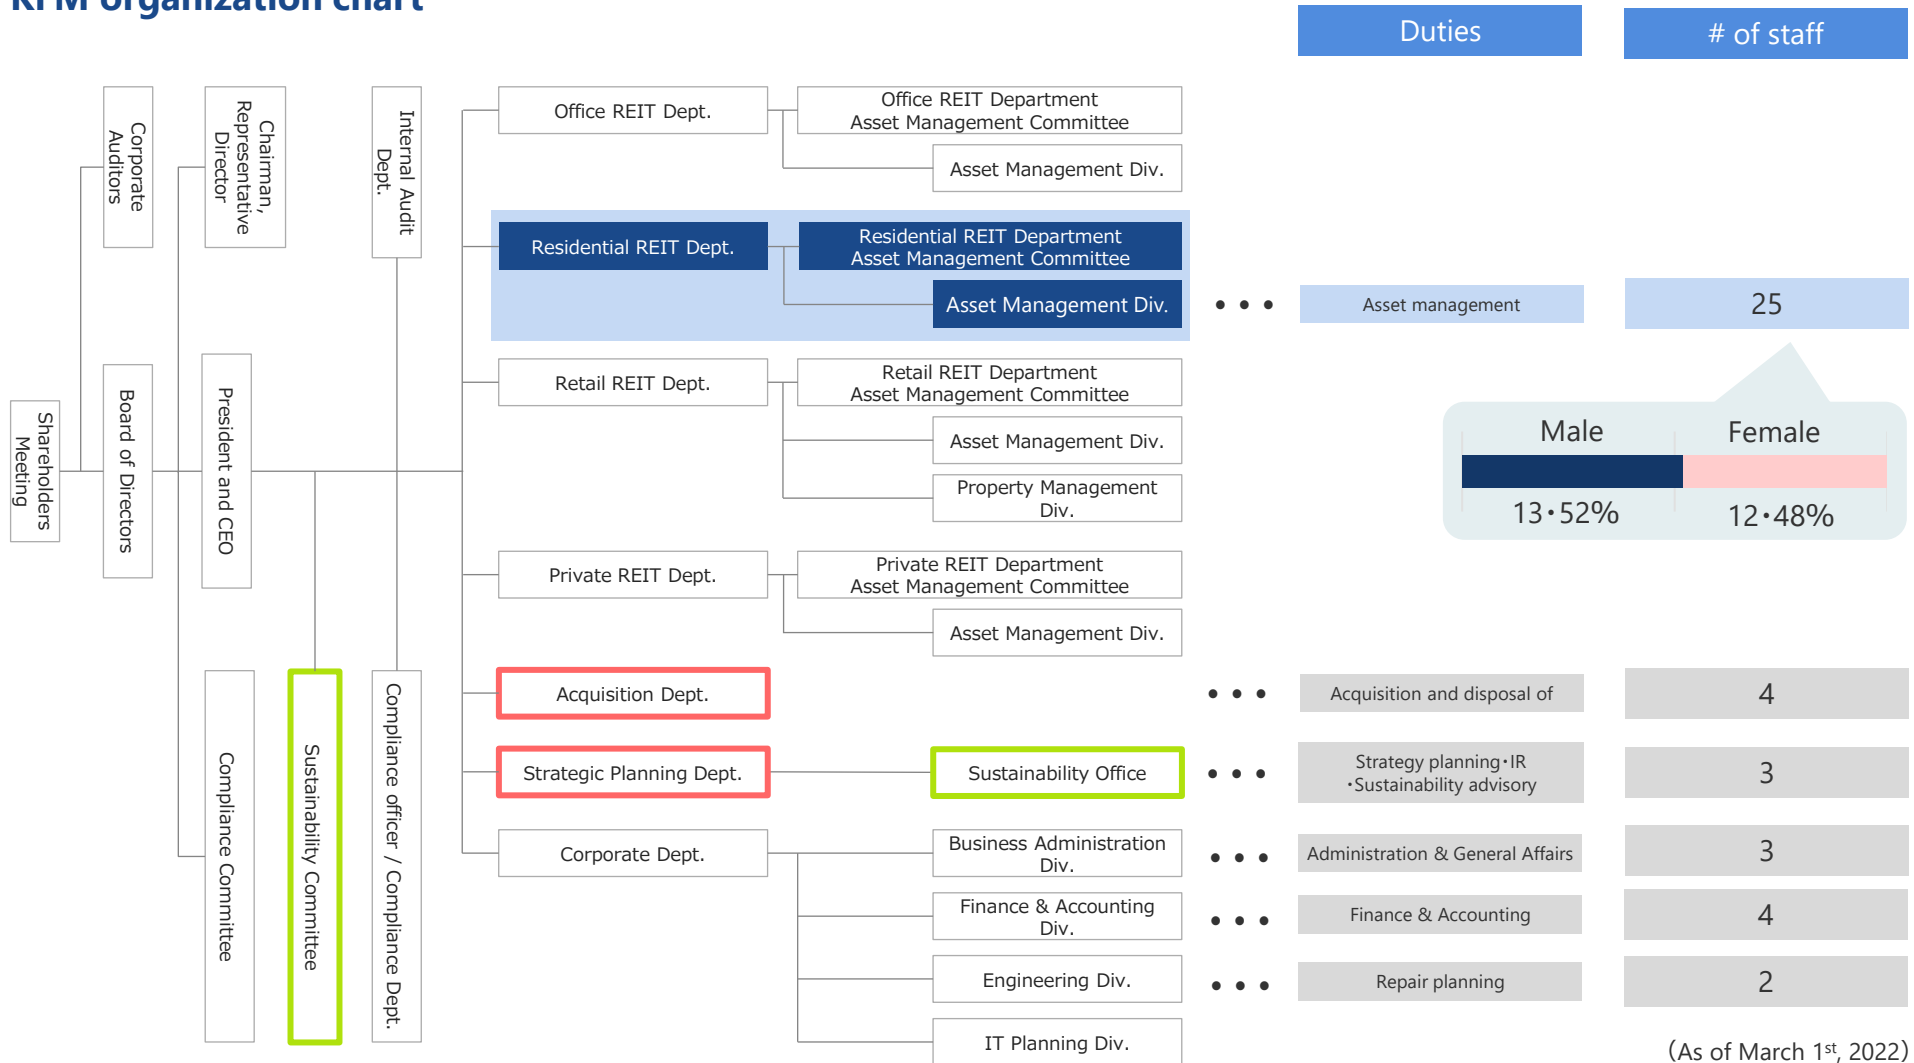 KFM organization chart
Duties
# of staff
Shareholders
Meeting
Corporate
Auditors
Board of Directors
Chairman,
Representative
Director
President and CEO
Compliance Committee
Sustainability Committee
Internal Audit
Dept.
Compliance officer / Compliance Dept.
Office REIT Dept.
Office REIT Department
Asset Management Committee
Asset Management Div.
Residential REIT Dept.
Residential REIT Department
Asset Management Committee
Asset Management Div.
• • •
Asset management
25
Male
Female
13・52%
12・48%
Retail REIT Dept.
Retail REIT Department
Asset Management Committee
Asset Management Div.
Property Management
Div.
Private REIT Dept.
Private REIT Department
Asset Management Committee
Asset Management Div.
Acquisition Dept.
• • •
Acquisition and disposal of
4
Strategic Planning Dept.
Sustainability Office
• • •
Strategy planning・IR
・Sustainability advisory
3
Corporate Dept.
Business Administration
Div.
• • •
Administration & General Affairs
3
Finance & Accounting
Div.
• • •
Finance & Accounting
4
Engineering Div.
• • •
Repair planning
2
IT Planning Div.
(As of March 1st, 2022)